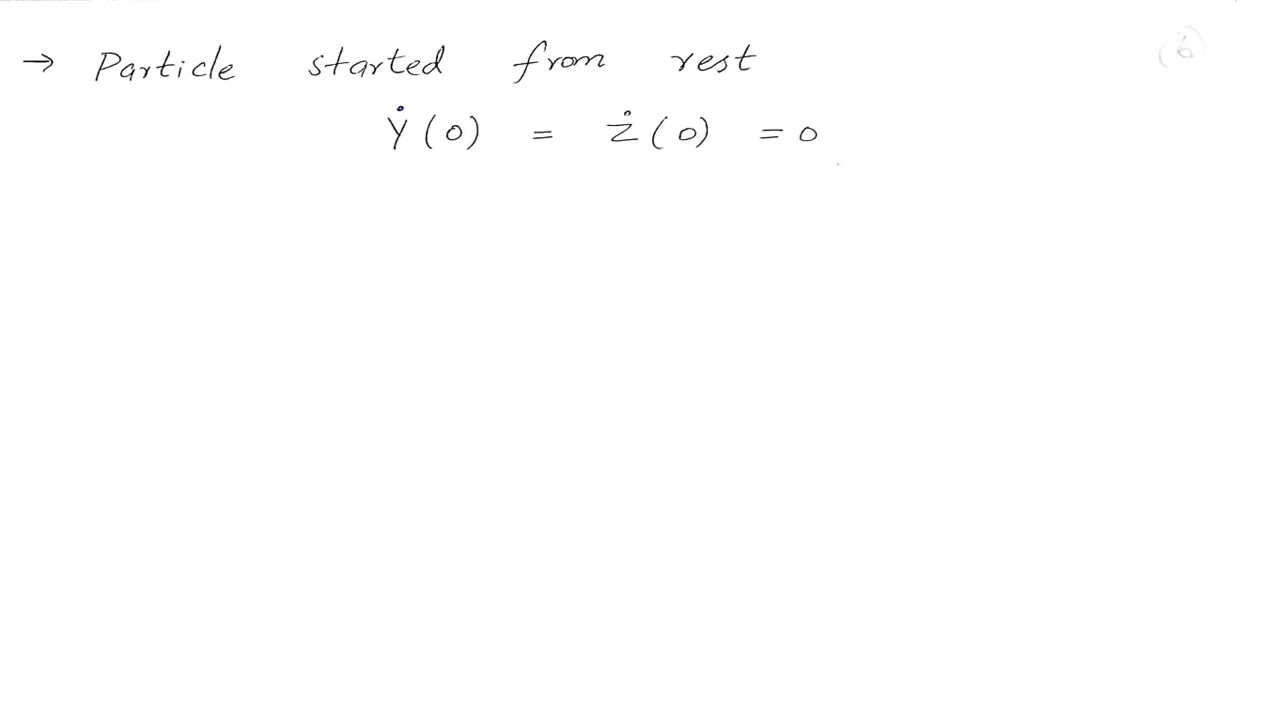 → Particle started from rest
Ẏ(0) = Ż(0) = 0